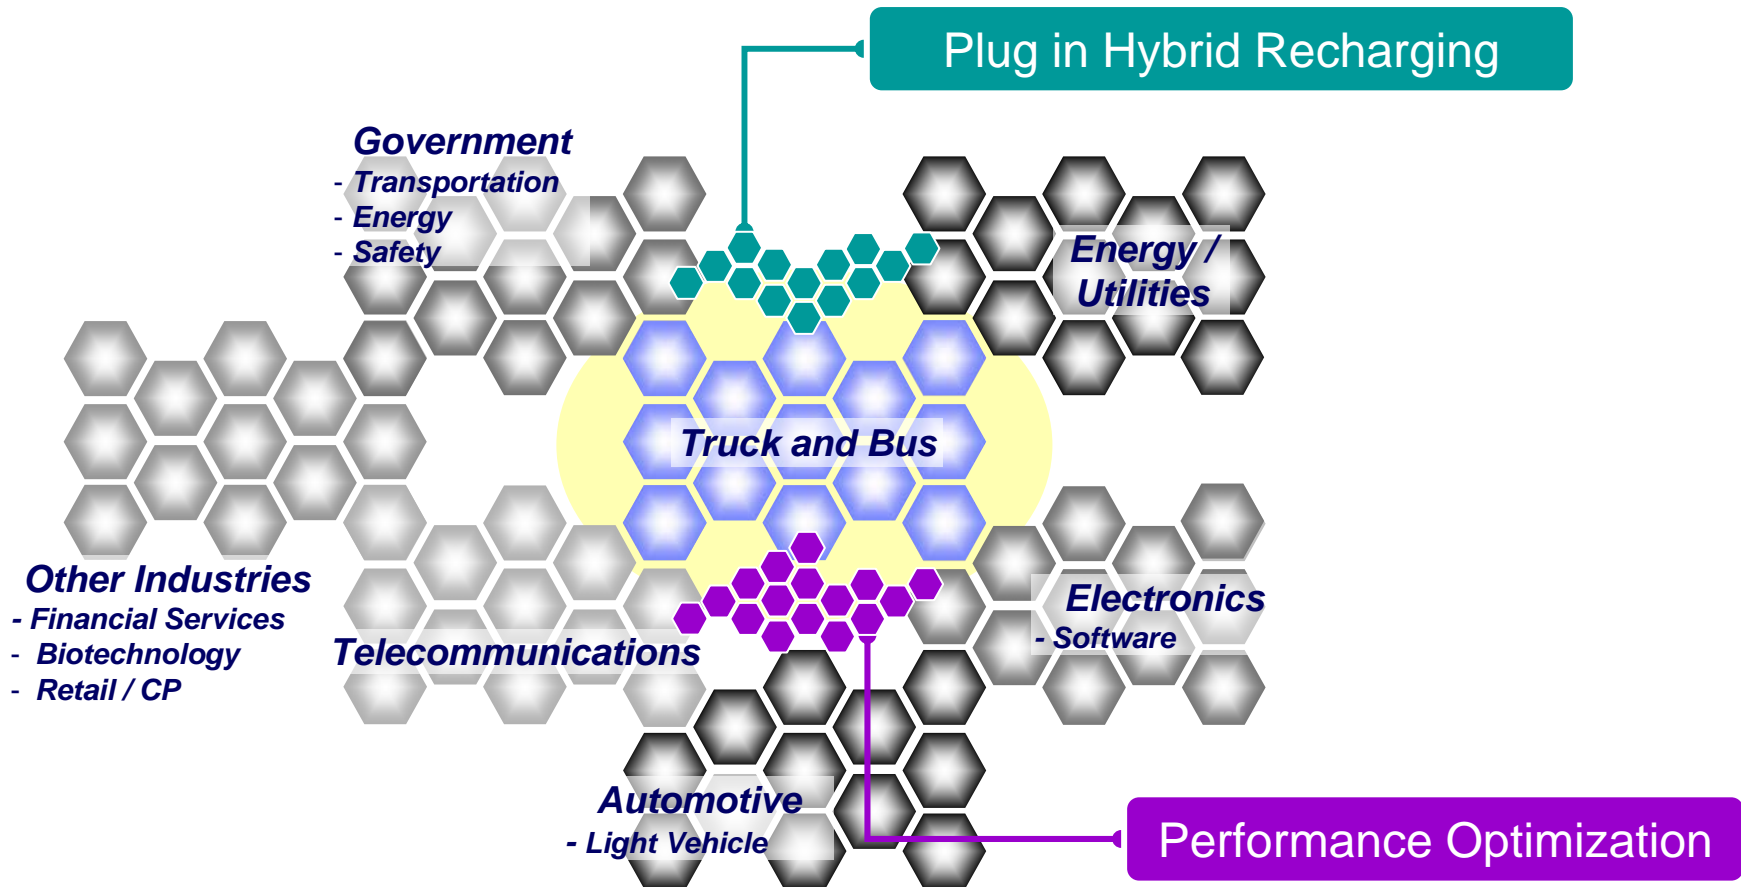 Plug in Hybrid Recharging
Government
- Transportation
- Energy
- Safety
Energy /
Utilities
Truck and Bus
Other Industries
- Financial Services
- Biotechnology
- Retail / CP
Telecommunications
Electronics
- Software
Automotive
- Light Vehicle
Performance Optimization